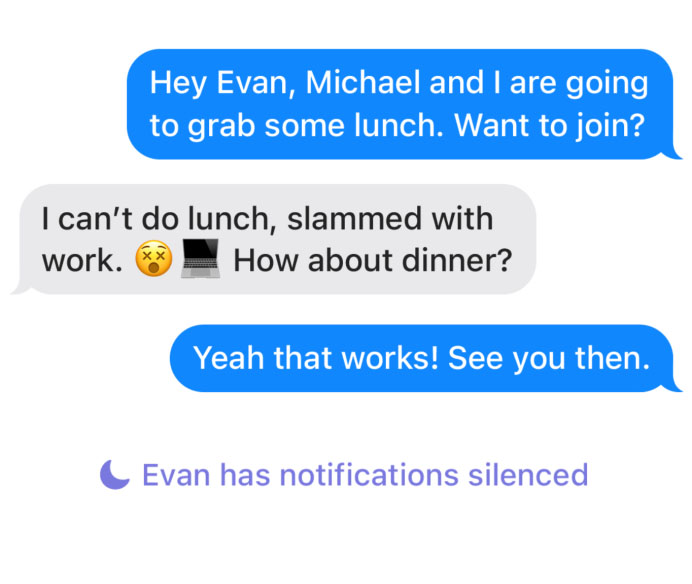 Hey Evan, Michael and I are going
to grab some lunch. Want to join?
I can’t do lunch, slammed with
work. 😵💻 How about dinner?
Yeah that works! See you then.
Evan has notifications silenced